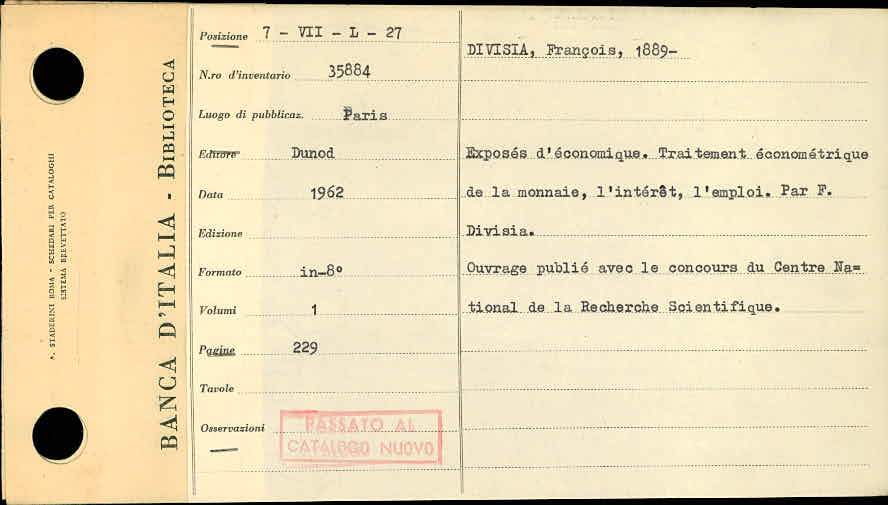 A. STADERINI ROMA - SCHEDARI PER CATALOGHI
SISTEMA BREVETTATO
BANCA D'ITALIA - BIBLIOTECA
Posizione 7 - VII - L - 27
N.ro d'inventario 35884
Luogo di pubblicaz. Paris
Editore Dunod
Data 1962
Edizione
Formato in-8°
Volumi 1
Pagine 229
Tavole
Osservazioni
PASSATO AL
CATALOGO NUOVO
DIVISIA, François, 1889-
Exposés d'économique. Traitement économétrique
de la monnaie, l'intérêt, l'emploi. Par F.
Divisia.
Ouvrage publié avec le concours du Centre Na=
tional de la Recherche Scientifique.